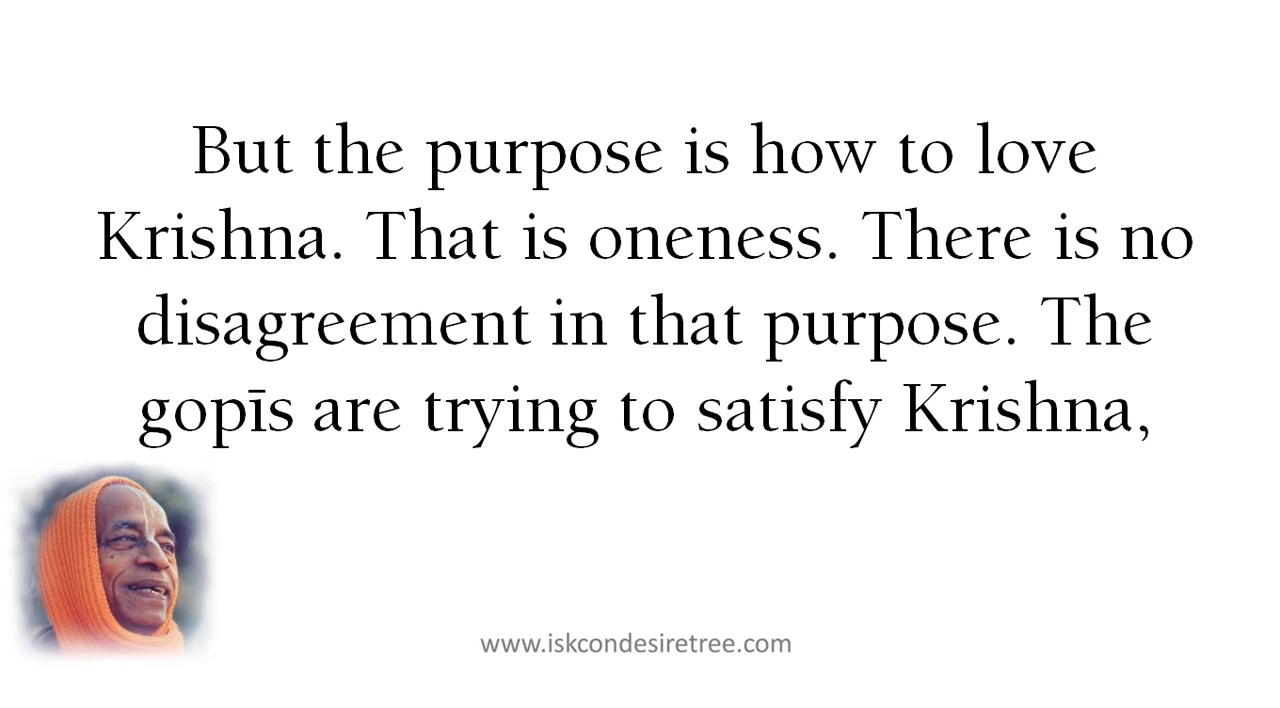 But the purpose is how to love
Krishna. That is oneness. There is no
disagreement in that purpose. The
gopīs are trying to satisfy Krishna,
www.iskcondesiretree.com